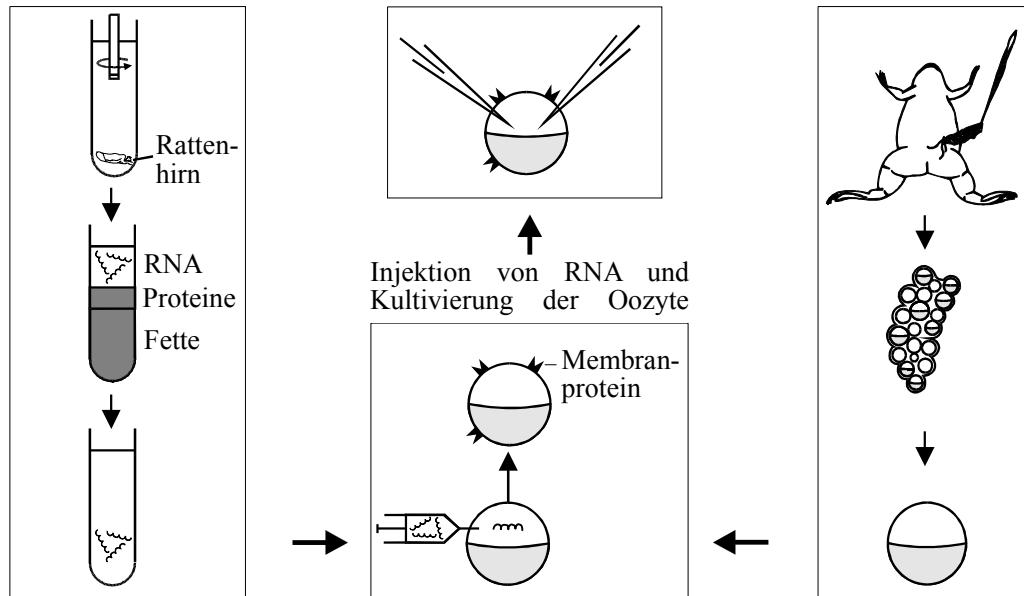 Ratten-
hirn
RNA
Proteine
Fette
Injektion von RNA und
Kultivierung der Oozyte
Membran-
protein